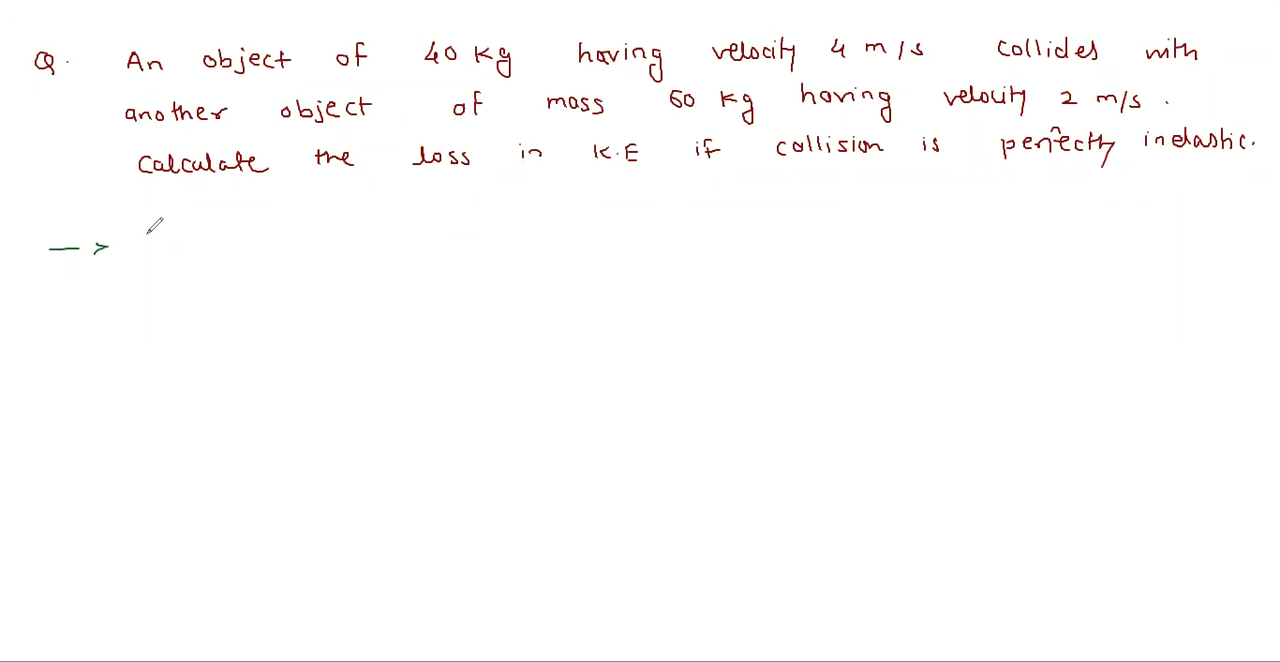 Q. An object of 40 kg having velocity 4 m/s collides with
another object of mass 60 kg having velocity 2 m/s.
Calculate the loss in K.E if collision is perfectly inelastic.
—>